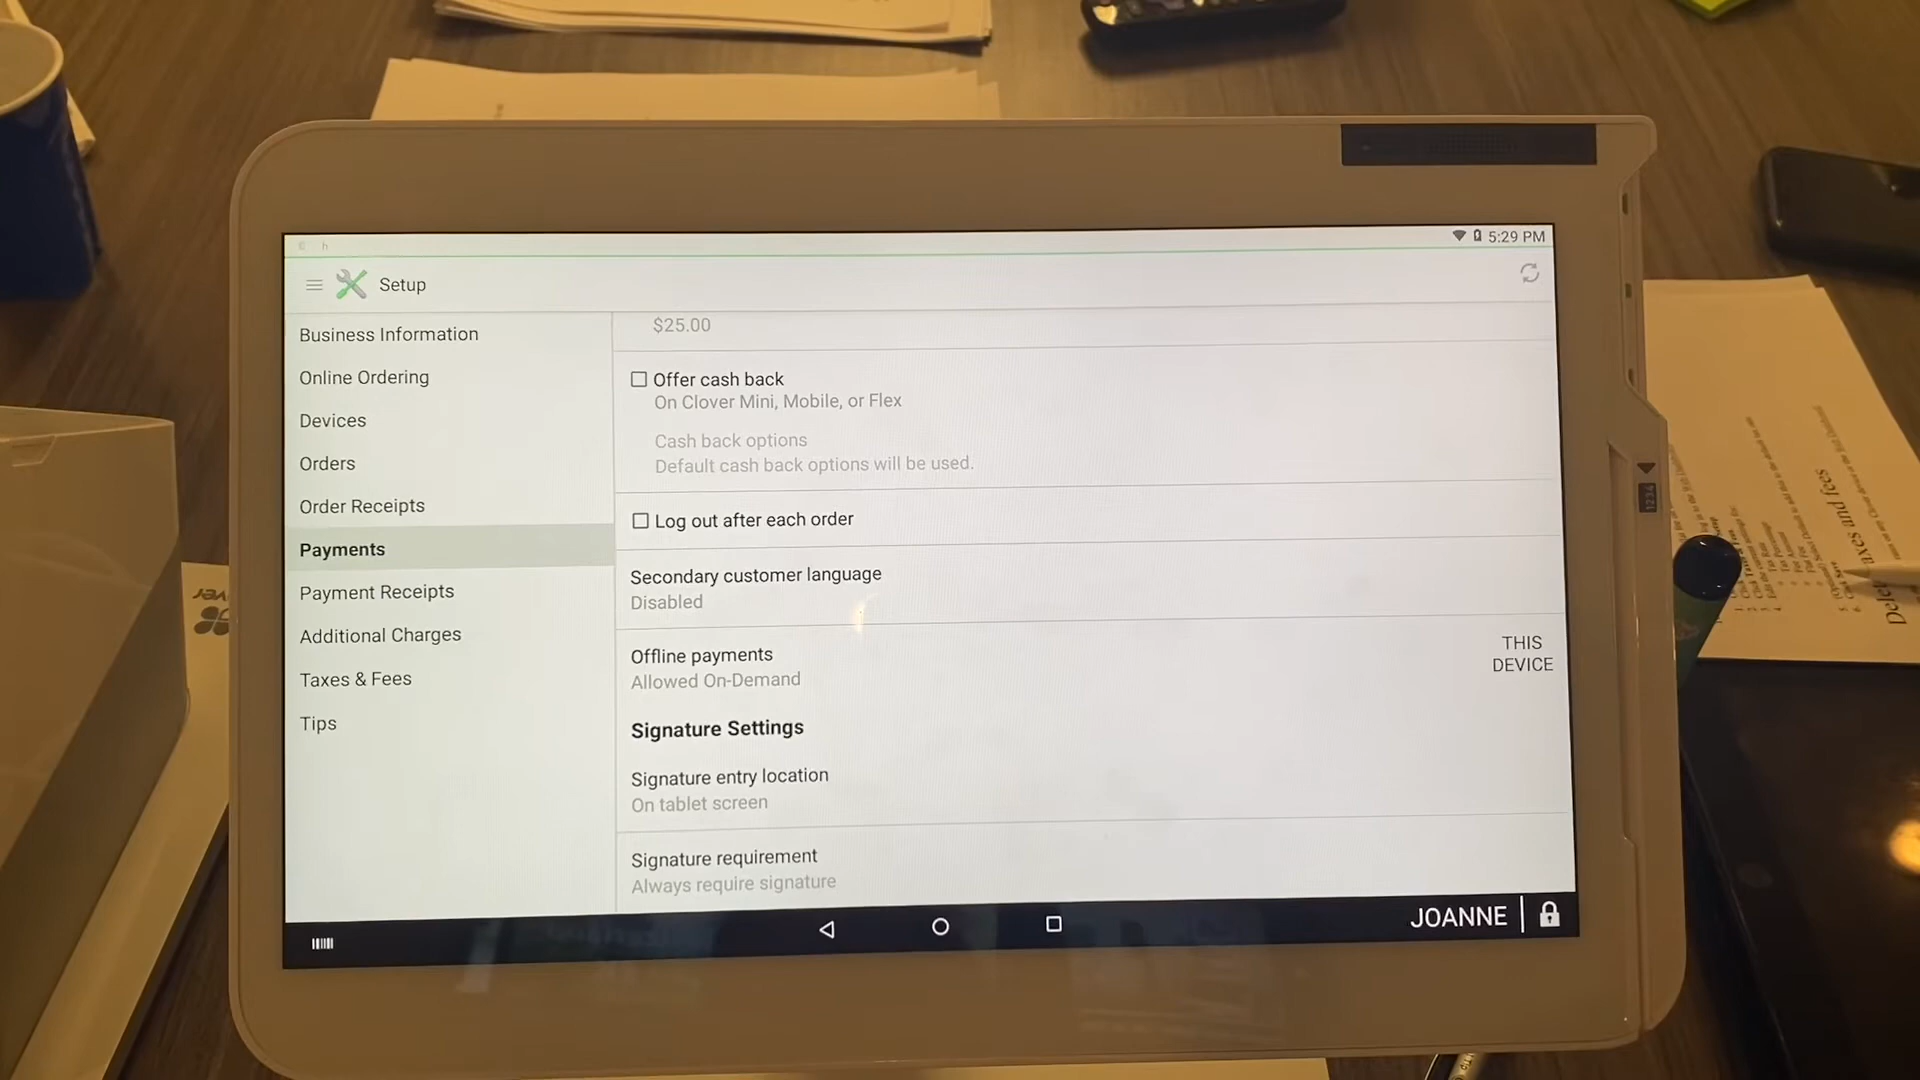 5:29 PM
Setup
Business Information
Online Ordering
Devices
Orders
Order Receipts
Payments
Payment Receipts
Additional Charges
Taxes & Fees
Tips
$25.00
Offer cash back
On Clover Mini, Mobile, or Flex
Cash back options
Default cash back options will be used.
Log out after each order
Secondary customer language
Disabled
Offline payments
Allowed On-Demand
THIS
DEVICE
Signature Settings
Signature entry location
On tablet screen
Signature requirement
Always require signature
JOANNE
1234
axes and fees